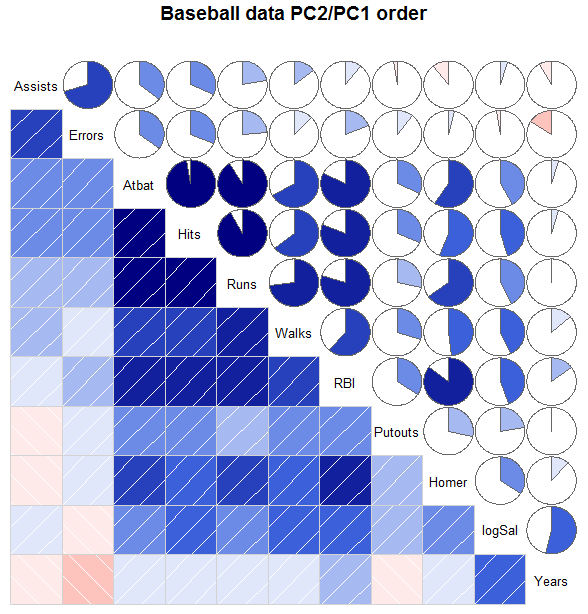 Baseball data PC2/PC1 order
Assists
Errors
Atbat
Hits
Runs
Walks
RBI
Putouts
Homer
logSal
Years